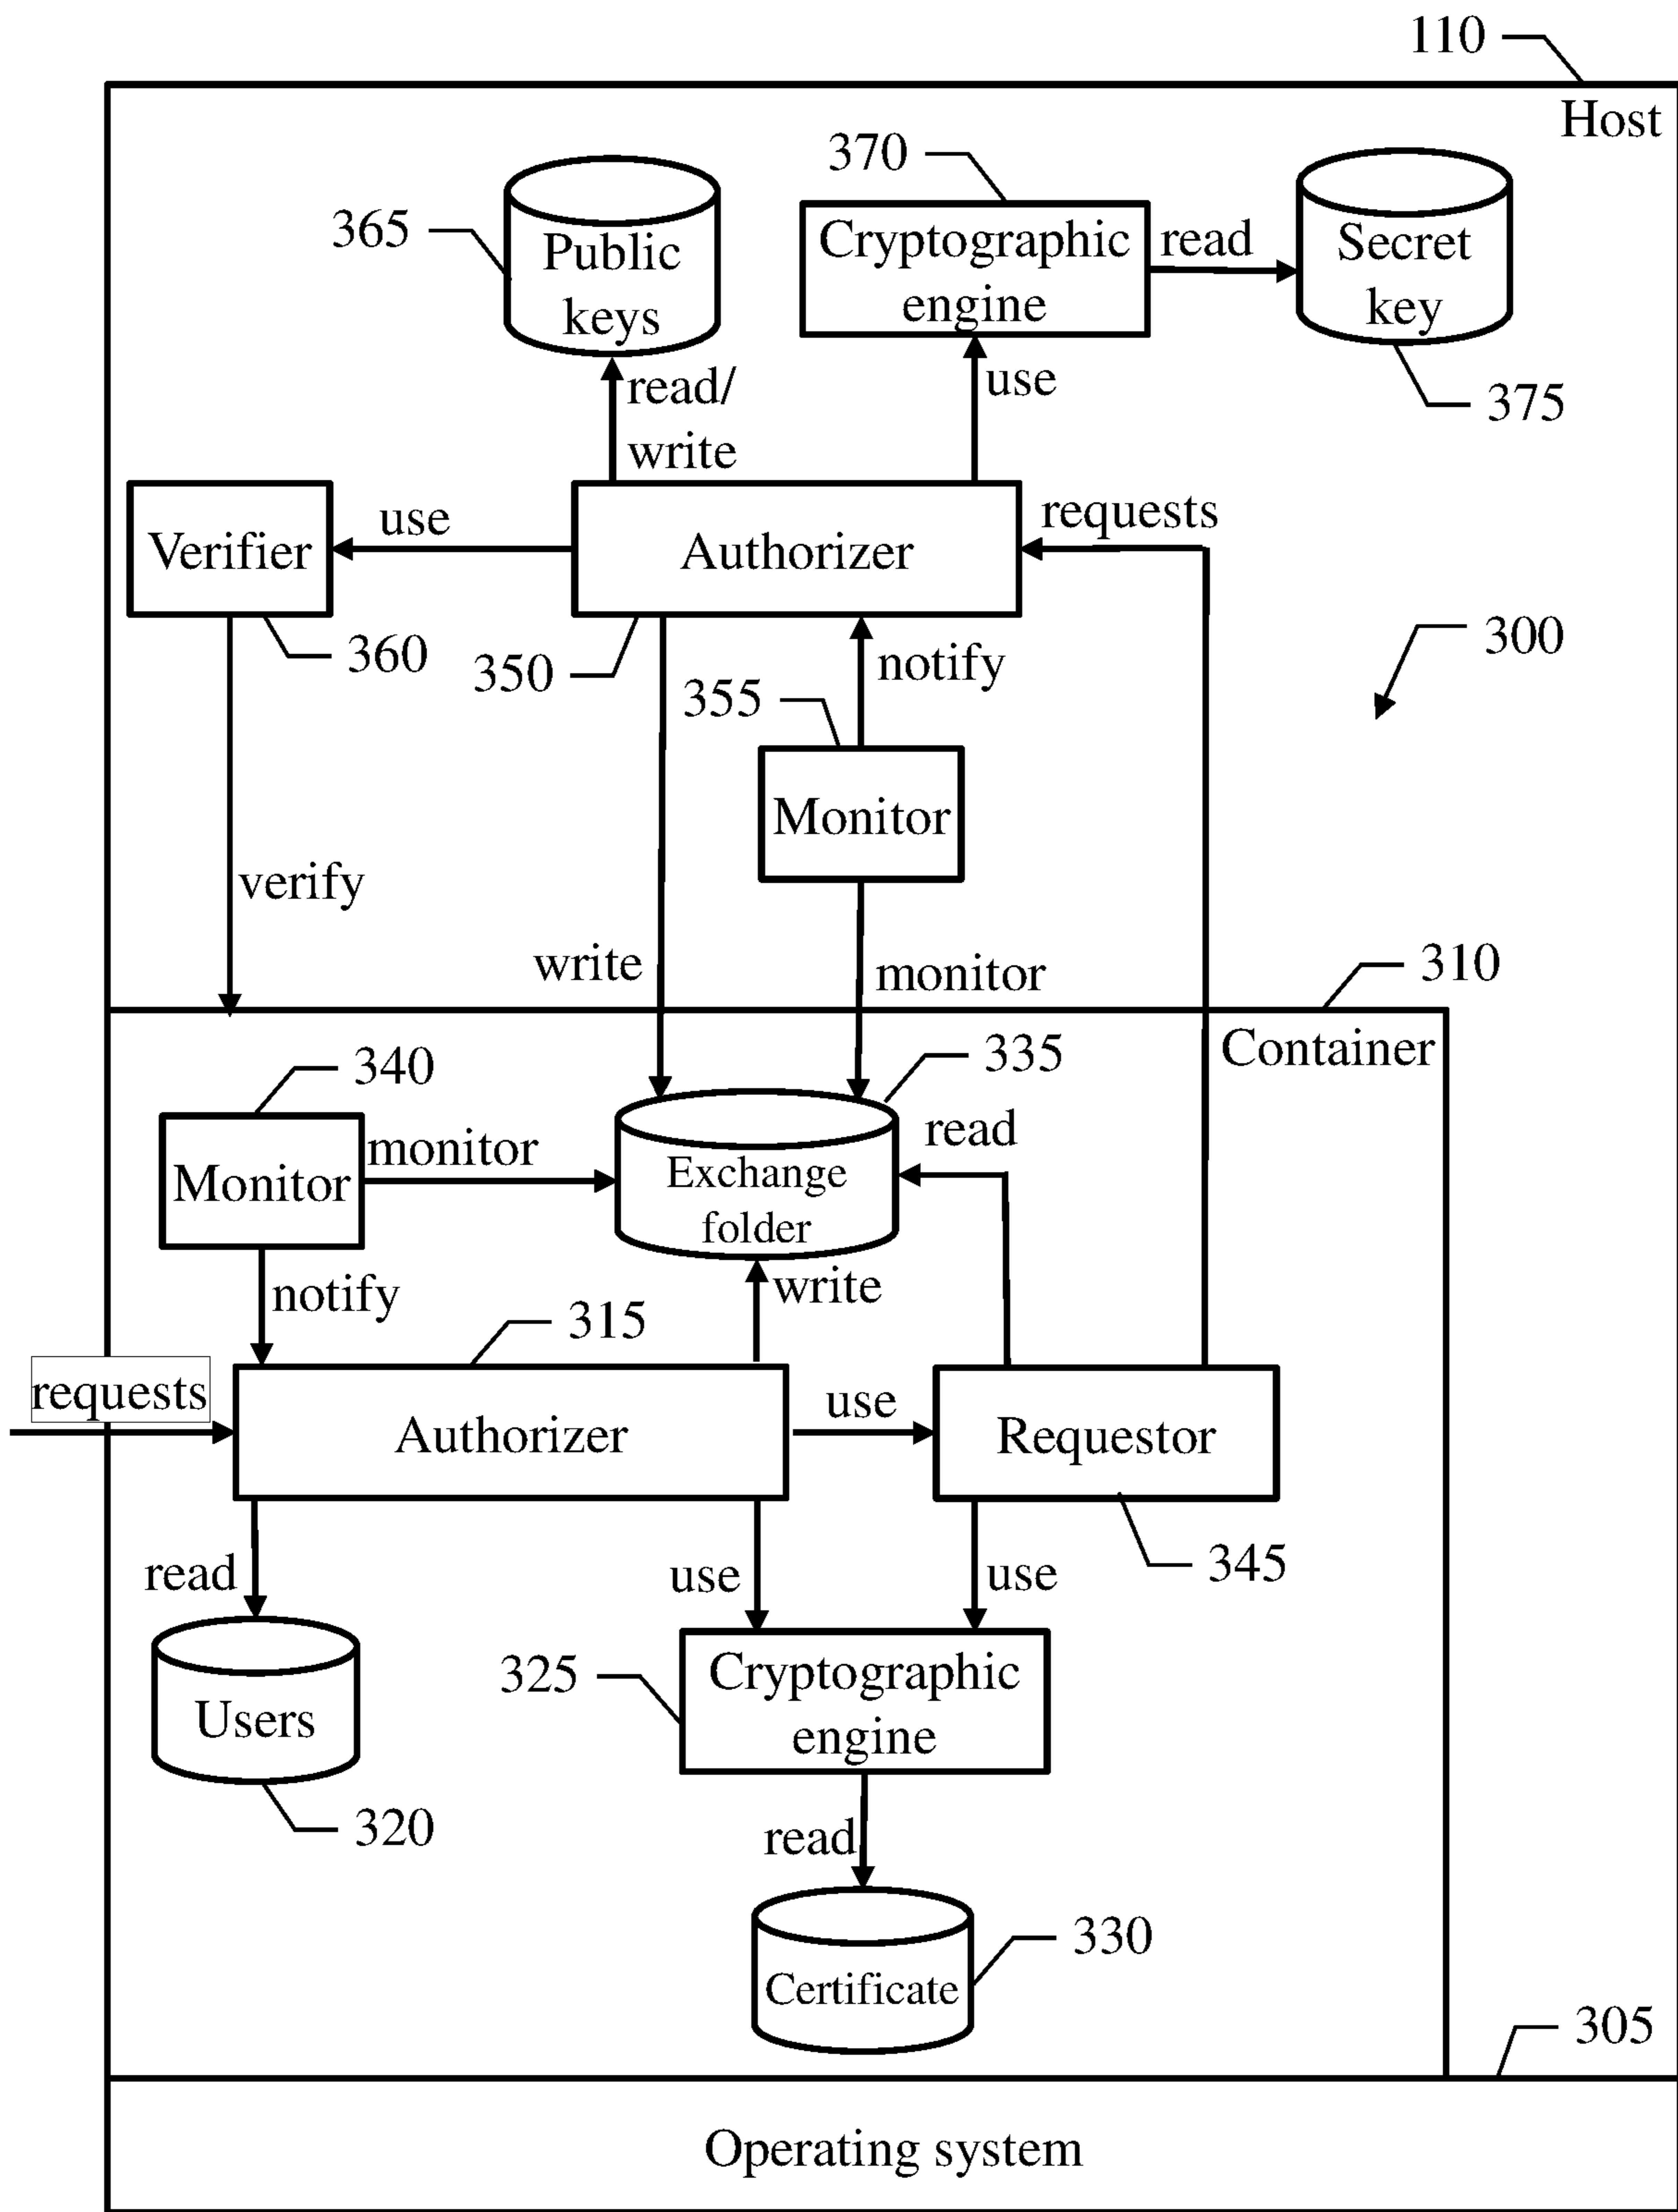 110
Host
370
365
Public
keys
Cryptographic
engine
read
Secret
key
375
read/
write
use
Verifier
use
Authorizer
requests
360
350
notify
300
355
Monitor
verify
write
monitor
310
Container
340
335
Monitor
monitor
Exchange
folder
read
notify
write
315
requests
Authorizer
use
Requestor
345
read
use
use
Users
325
Cryptographic
engine
320
read
330
Certificate
305
Operating system